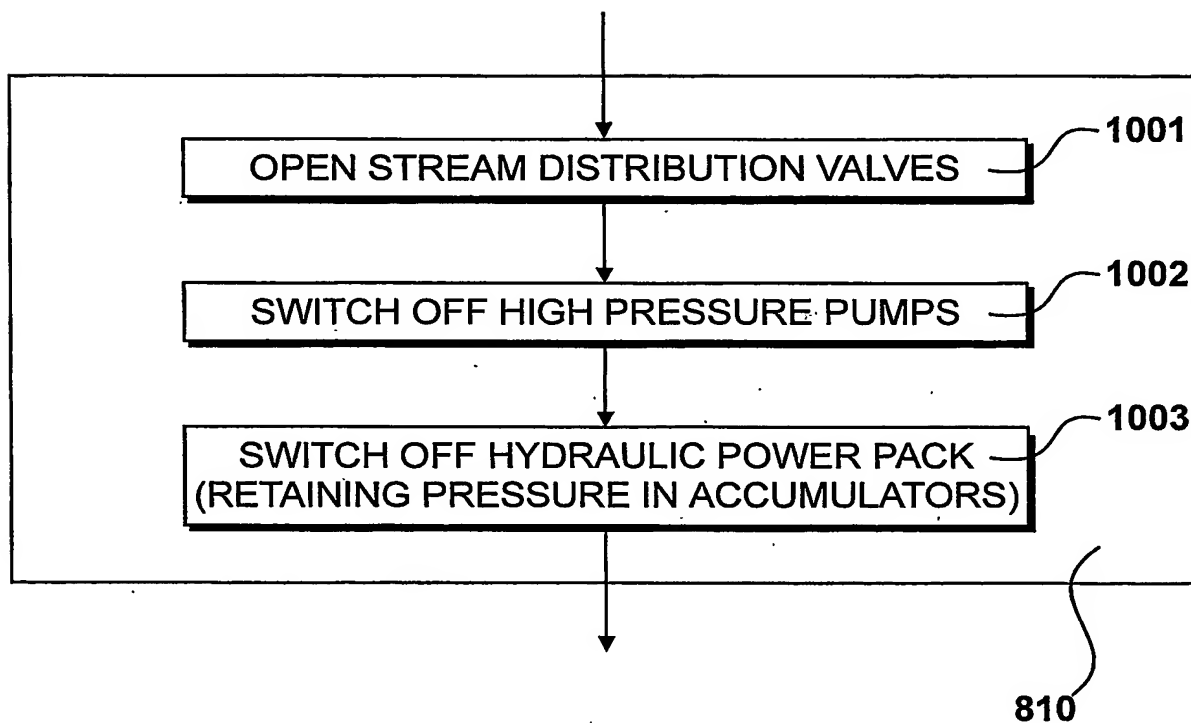 OPEN STREAM DISTRIBUTION VALVES
1001
SWITCH OFF HIGH PRESSURE PUMPS
1002
SWITCH OFF HYDRAULIC POWER PACK
(RETAINING PRESSURE IN ACCUMULATORS)
1003
810